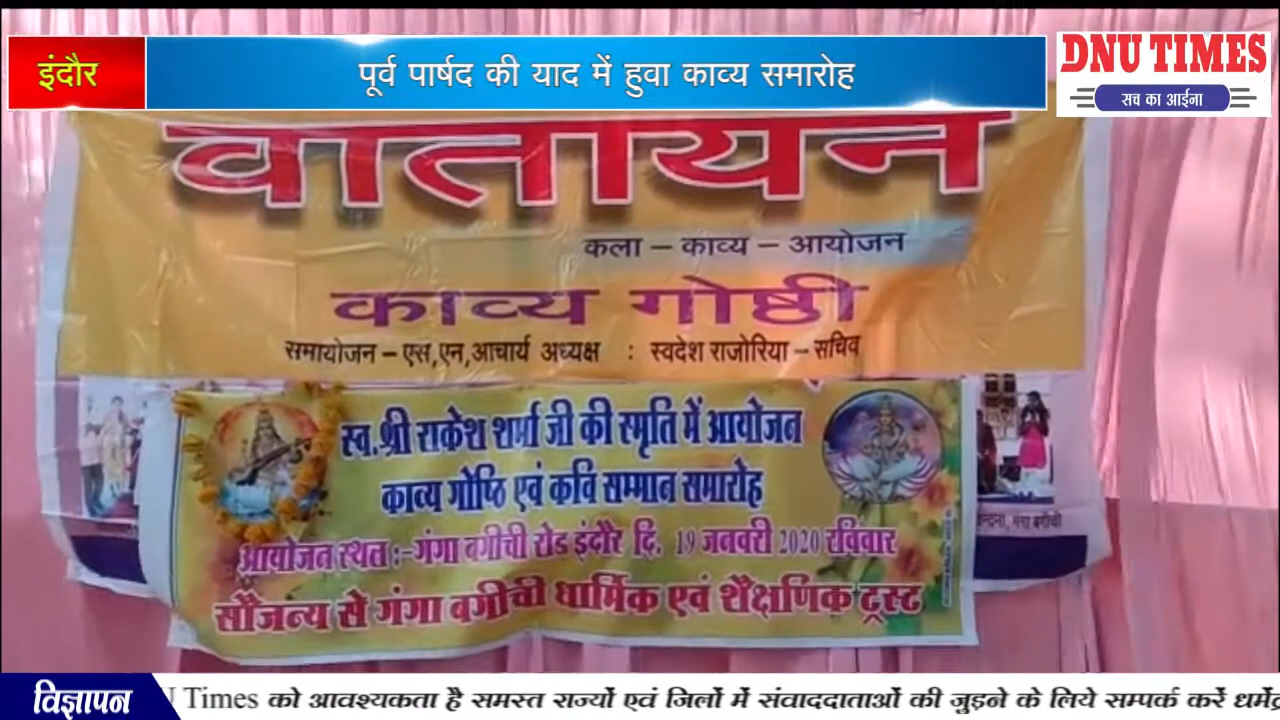 इंदौर
पूर्व पार्षद की याद में हुवा काव्य समारोह
DNU TIMES
सच का आईना
वातायन
कला – काव्य – आयोजन
काव्य गोष्ठी
समायोजन – एस,एन,आचार्य अध्यक्ष : स्वदेश राजोरिया – सचिव
स्व.श्री राकेश शर्मा जी की स्मृति में आयोजन
काव्य गोष्ठि एवं कवि सम्मान समारोह
आयोजन स्थल :-गंगा बगीची रोड इंदौर दि. 19 जनवरी 2020 रविवार
सौजन्य से गंगा बगीची धार्मिक एवं शैक्षणिक ट्रस्ट
विज्ञापन
Times को आवश्यकता है समस्त राज्यों एवं जिलों में संवाददाताओं की जुड़ने के लिये सम्पर्क करें